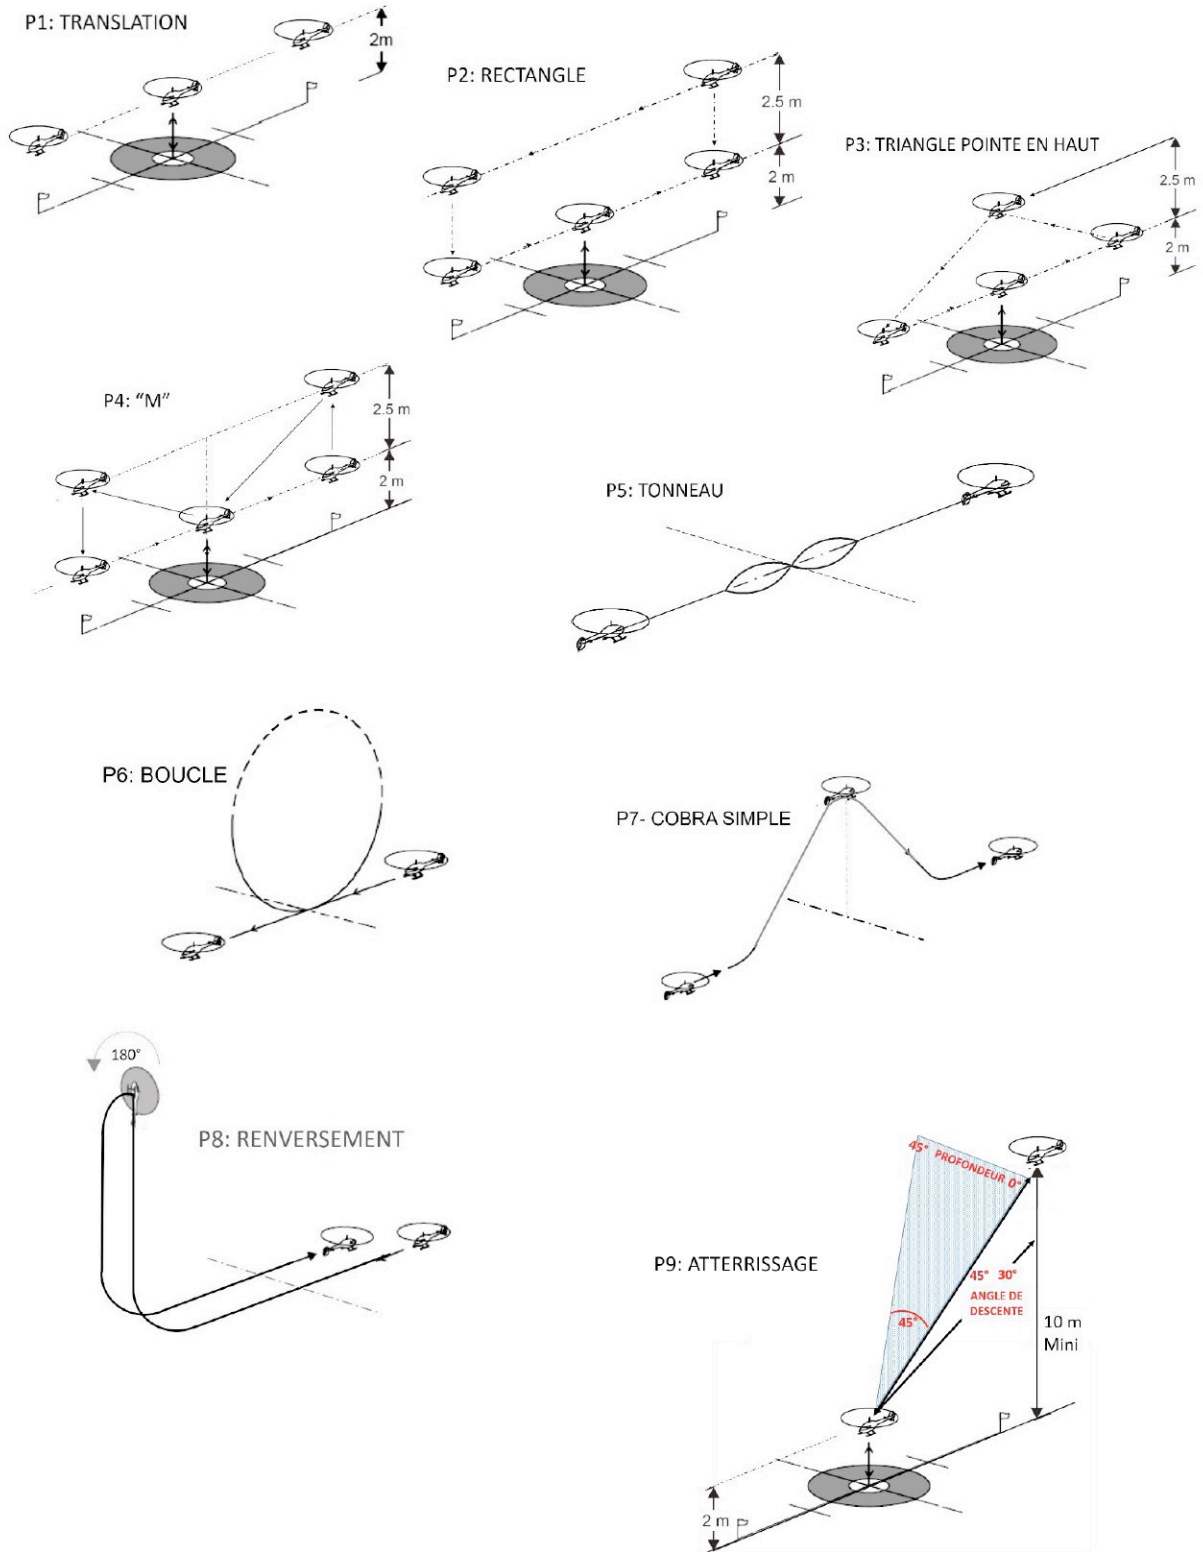 P1: TRANSLATION
2m
P2: RECTANGLE
2.5 m
2 m
P3: TRIANGLE POINTE EN HAUT
2.5 m
2 m
P4: “M”
2.5 m
2 m
P5: TONNEAU
P6: BOUCLE
P7- COBRA SIMPLE
180°
P8: RENVERSEMENT
45° PROFONDEUR 0°
P9: ATTERRISSAGE
45° 30°
ANGLE DE
DESCENTE
45°
10 m
Mini
2 m